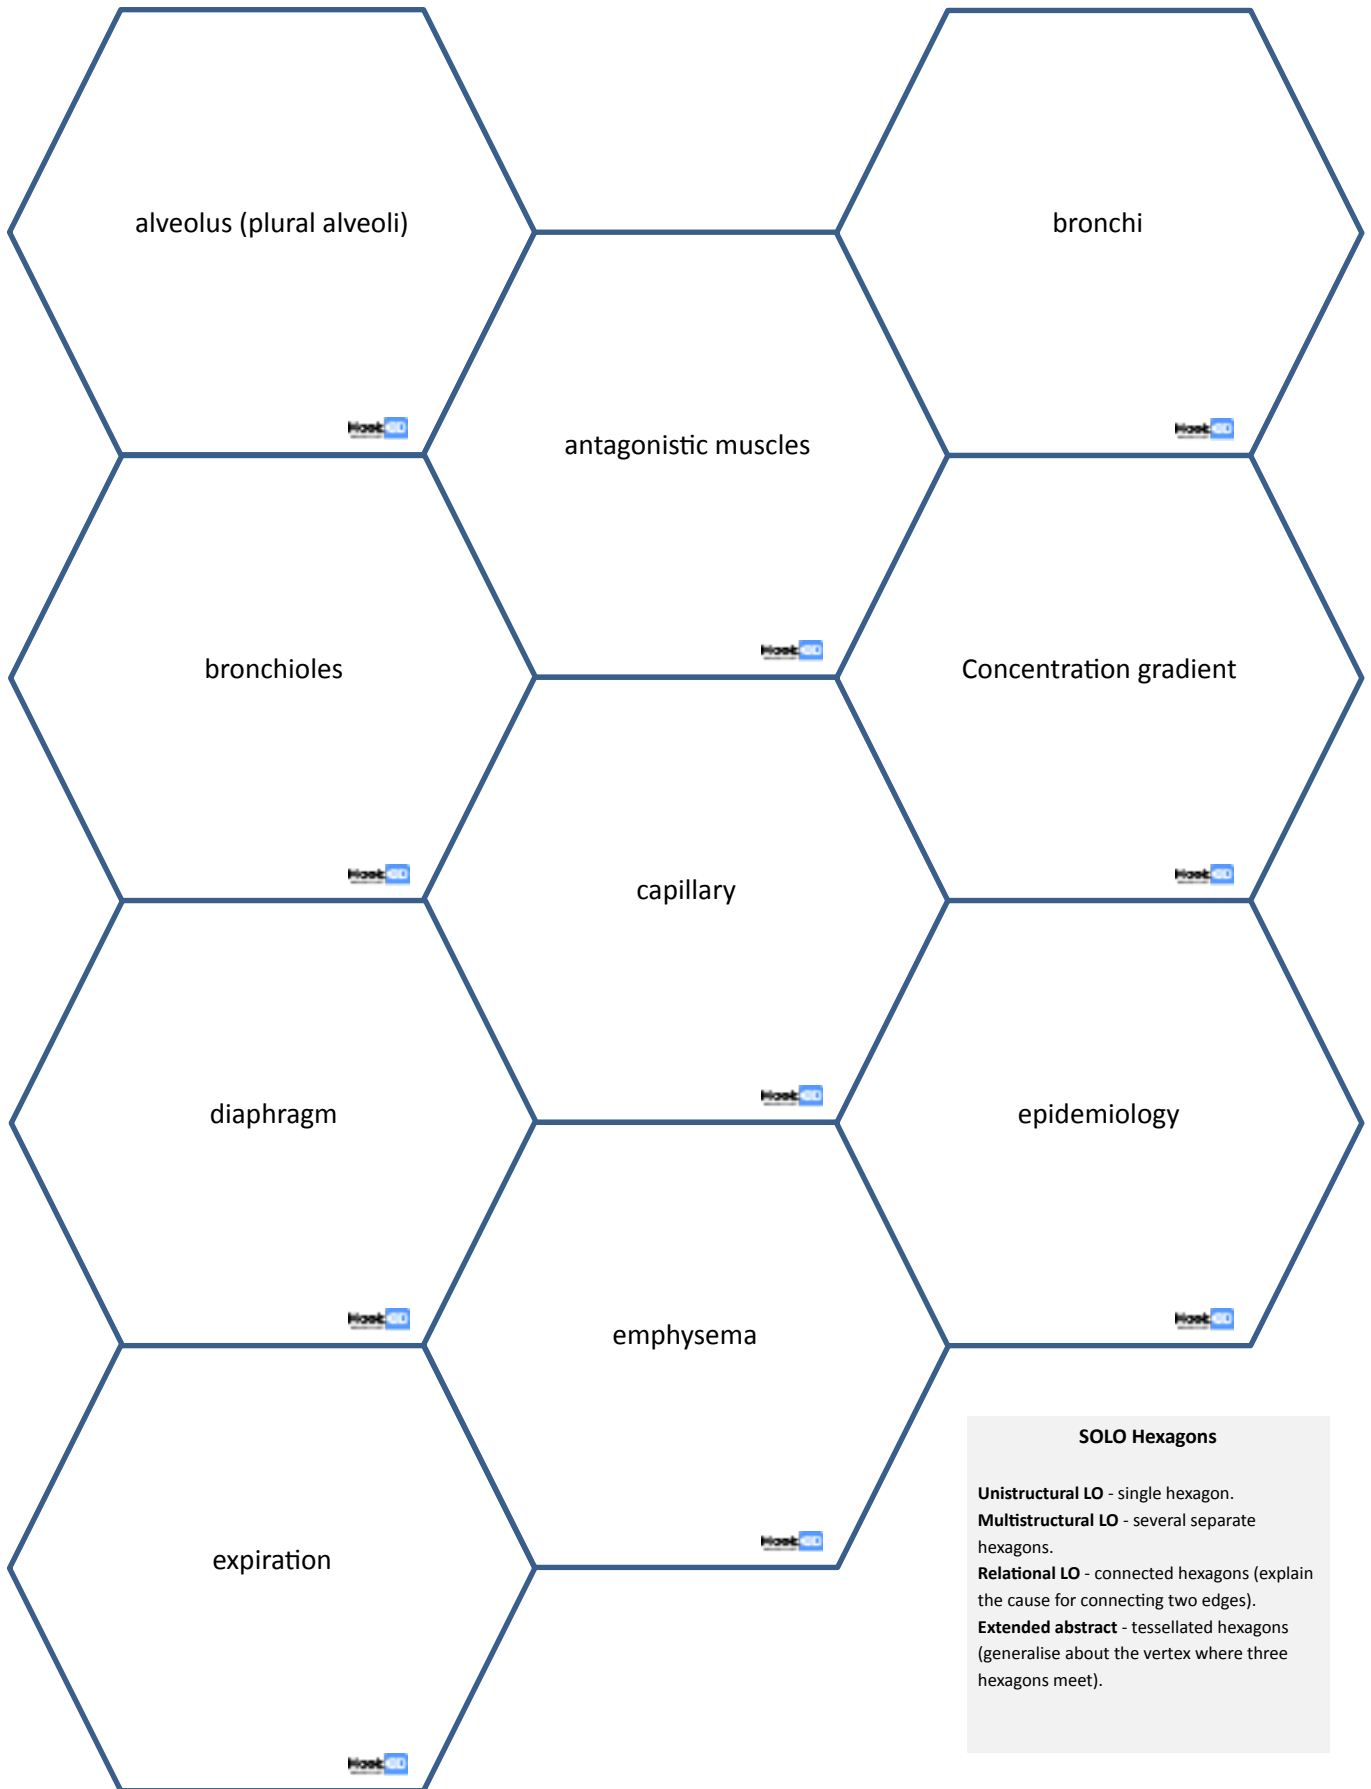 alveolus (plural alveoli)
bronchi
antagonistic muscles
bronchioles
Concentration gradient
capillary
diaphragm
epidemiology
emphysema
expiration
SOLO Hexagons
Unistructural LO - single hexagon.
Multistructural LO - several separate
hexagons.
Relational LO - connected hexagons (explain
the cause for connecting two edges).
Extended abstract - tessellated hexagons
(generalise about the vertex where three
hexagons meet).